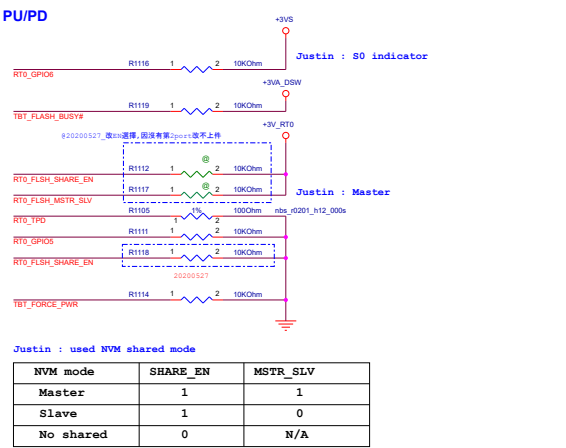 PU/PD
+3VS
R1116 1 2 10KOhm
Justin : S0 indicator
RT0_GPIO6
+3VA_DSW
R1119 1 2 10KOhm
TBT_FLASH_BUSY#
+3V_RT0
@20200527_改EN選擇,因沒有第2port改不上件
@
R1112 1 2 10KOhm
RT0_FLSH_SHARE_EN
@
R1117 1 2 10KOhm
Justin : Master
RT0_FLSH_MSTR_SLV
R1105 1% 100Ohm nbs_r0201_h12_000s
RT0_TPD 1 2
R1111 1 2 10KOhm
RT0_GPIO5
R1118 1 2 10KOhm
RT0_FLSH_SHARE_EN
20200527
R1114 1 2 10KOhm
TBT_FORCE_PWR
Justin : used NVM shared mode
NVM mode SHARE_EN MSTR_SLV
Master 1 1
Slave 1 0
No shared 0 N/A